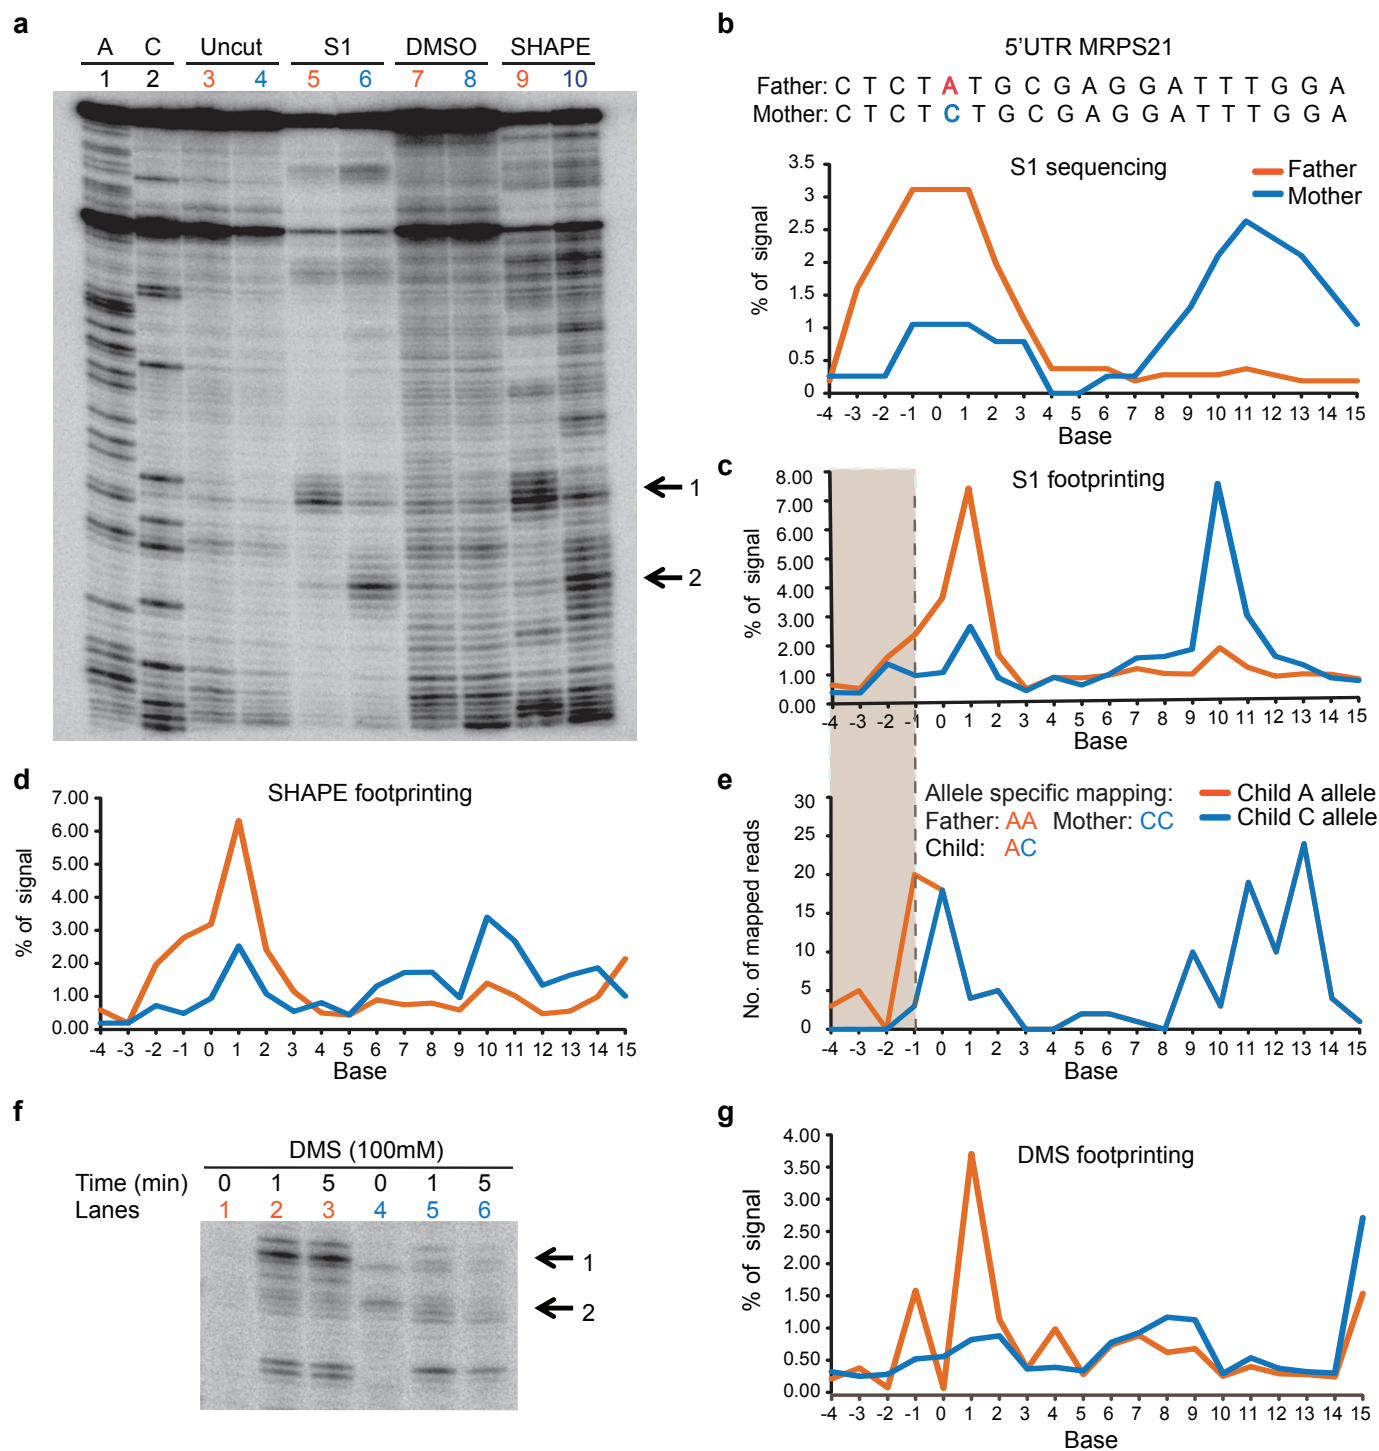 a
A C Uncut S1 DMSO SHAPE
1 2 3 4 5 6 7 8 9 10
1
2
b
5'UTR MRPS21
Father: C T C T A T G C G A G G A T T T G G A
Mother: C T C T C T G C G A G G A T T T G G A
S1 sequencing
Father
Mother
% of signal
3.5
3
2.5
2
1.5
1
0.5
0
-4 -3 -2 -1 0 1 2 3 4 5 6 7 8 9 10 11 12 13 14 15
Base
c
S1 footprinting
% of signal
8.00
7.00
6.00
5.00
4.00
3.00
2.00
1.00
0.00
-4 -3 -2 -1 0 1 2 3 4 5 6 7 8 9 10 11 12 13 14 15
Base
d
SHAPE footprinting
% of signal
7.00
6.00
5.00
4.00
3.00
2.00
1.00
0.00
-4 -3 -2 -1 0 1 2 3 4 5 6 7 8 9 10 11 12 13 14 15
Base
e
Allele specific mapping:
Father: AA Mother: CC
Child: AC
Child A allele
Child C allele
No. of mapped reads
30
25
20
15
10
5
0
-4 -3 -2 -1 0 1 2 3 4 5 6 7 8 9 10 11 12 13 14 15
Base
f
DMS (100mM)
Time (min) 0 1 5 0 1 5
Lanes 1 2 3 4 5 6
1
2
g
DMS footprinting
% of signal
4.00
3.50
3.00
2.00
1.50
1.00
0.50
0.00
-4 -3 -2 -1 0 1 2 3 4 5 6 7 8 9 10 11 12 13 14 15
Base